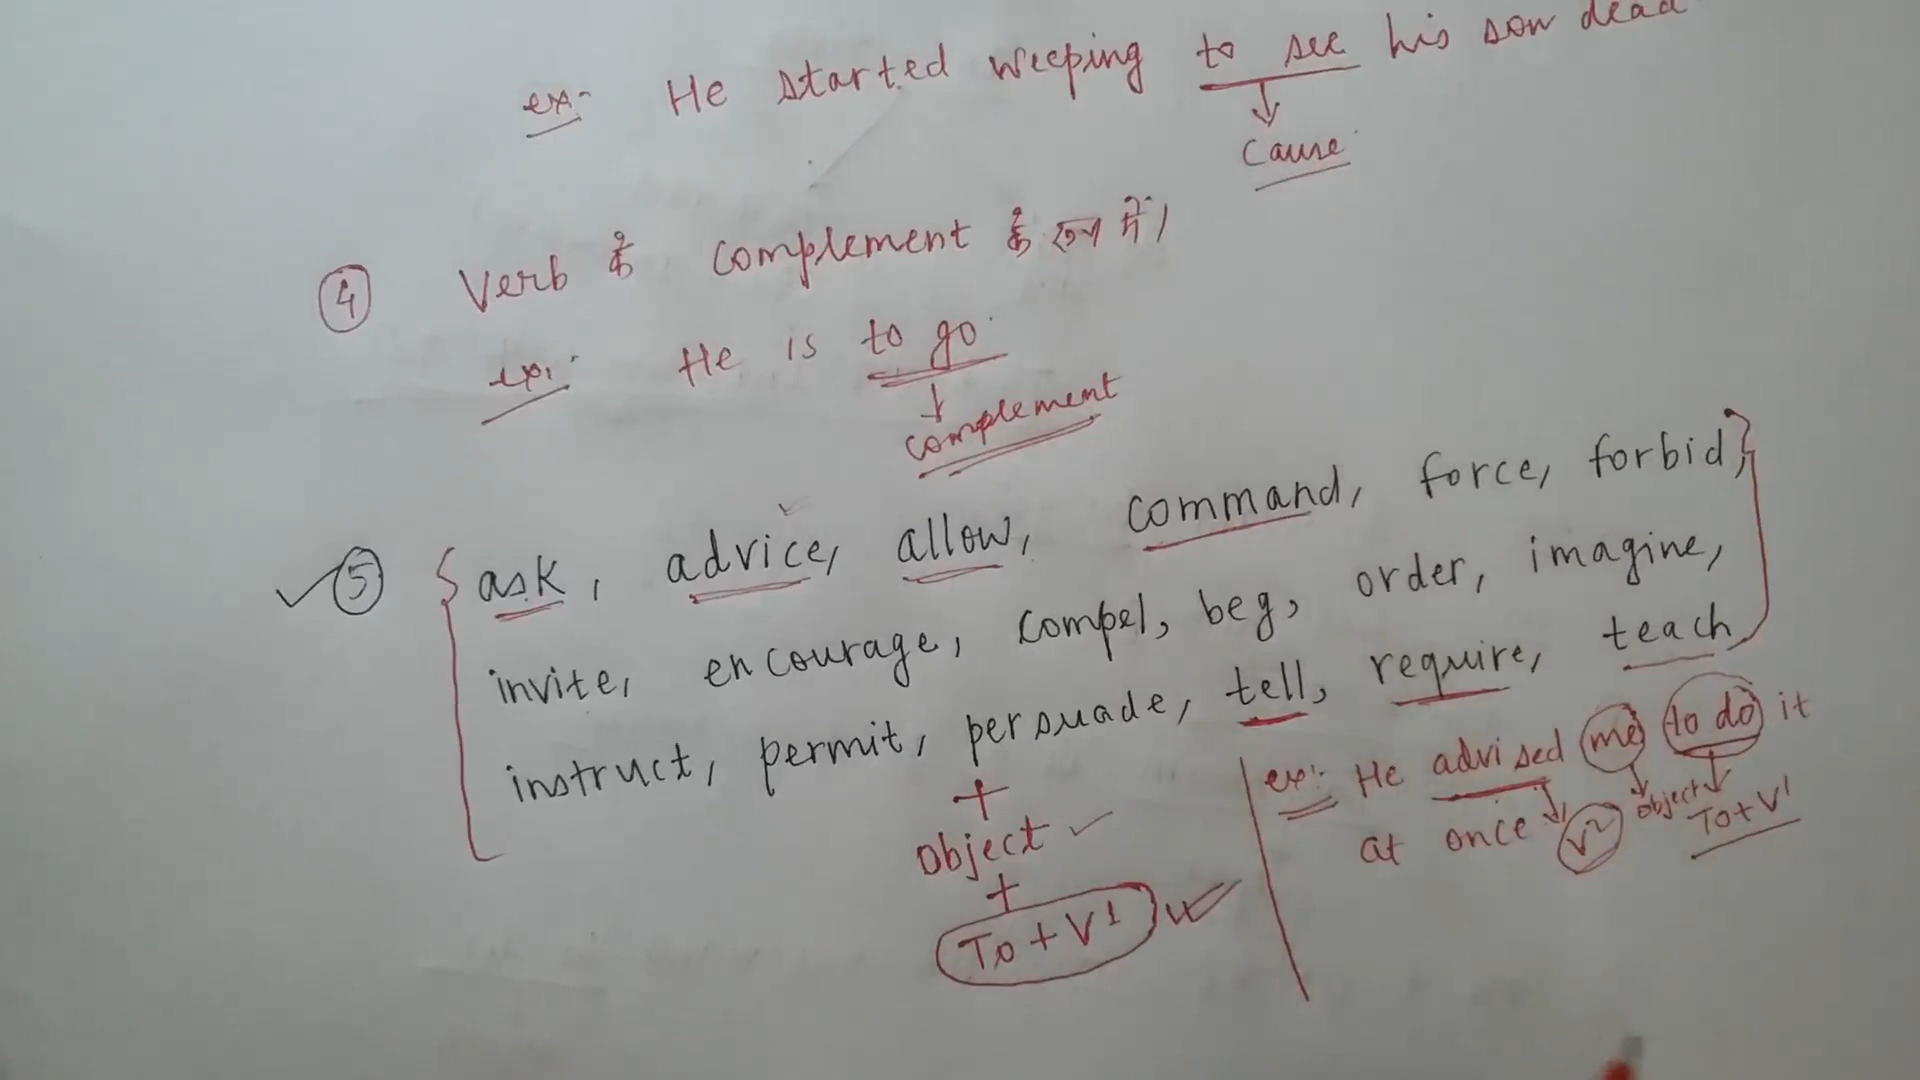 ex:- He started weeping to see his son dead
Cause
④ Verb के complement के रूप में।
ex: He is to go
complement
⑤ { ask, advice, allow, command, force, forbid,
invite, encourage, compel, beg, order, imagine,
instruct, permit, persuade, tell, require, teach }
+
Object
+
To + V1
ex:- He advised me to do it
at once
V2
object
To + V1